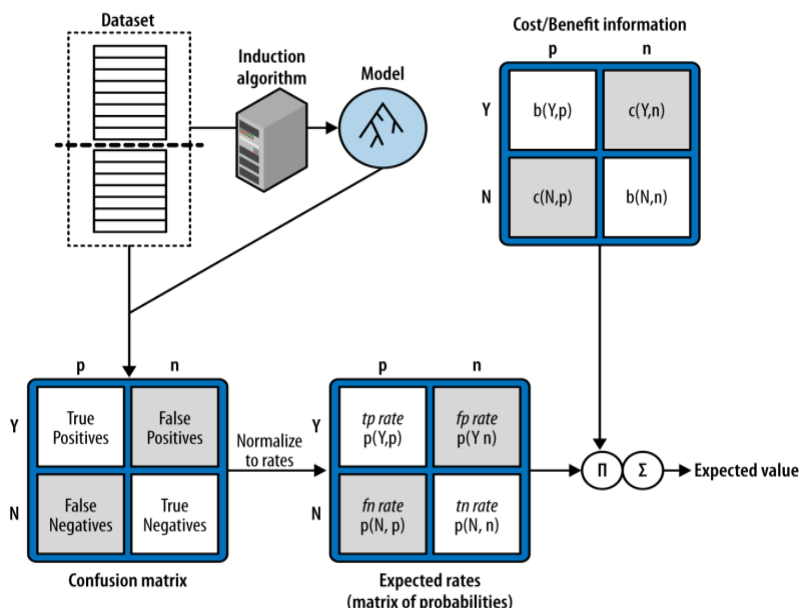 Dataset
Induction
algorithm
Model
Cost/Benefit information
p n
Y b(Y,p) c(Y,n)
N c(N,p) b(N,n)
p n
Y True
Positives
False
Positives
N False
Negatives
True
Negatives
Confusion matrix
Normalize
to rates
p n
Y tp rate
p(Y,p)
fp rate
p(Y n)
N fn rate
p(N, p)
tn rate
p(N, n)
Expected rates
(matrix of probabilities)
Π Σ Expected value